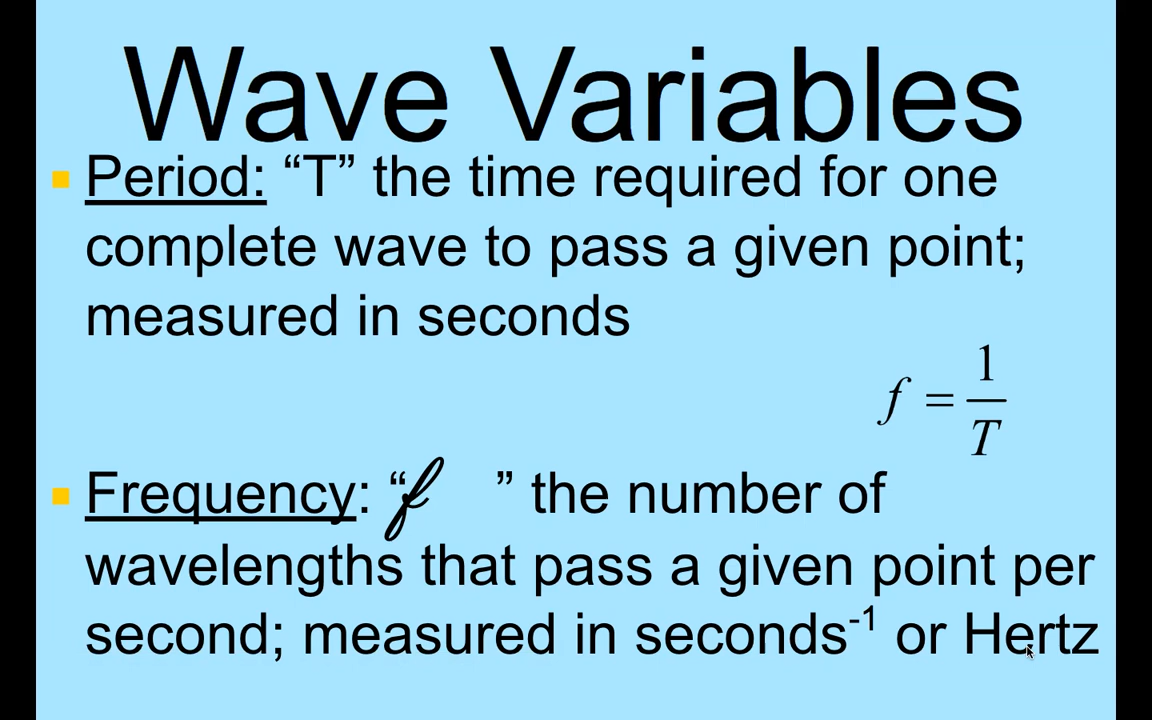 Wave Variables
Period: “T” the time required for one
complete wave to pass a given point;
measured in seconds
f = 1/T
Frequency: “f ” the number of
wavelengths that pass a given point per
second; measured in seconds⁻¹ or Hertz